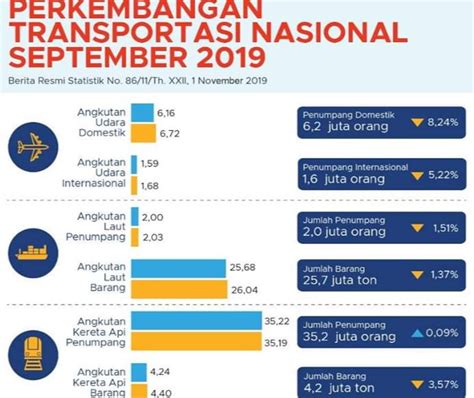 PERKEMBANGAN
TRANSPORTASI NASIONAL
SEPTEMBER 2019
Berita Resmi Statistik No. 86/11/Th. XXII, 1 November 2019
Angkutan
Udara
Domestik
6,16
6,72
Penumpang Domestik
6,2 juta orang
8,24%
Angkutan
Udara
Internasional
1,59
1,68
Penumpang Internasional
1,6 juta orang
5,22%
Angkutan
Laut
Penumpang
2,00
2,03
Jumlah Penumpang
2,0 juta orang
1,51%
Angkutan
Laut
Barang
25,68
26,04
Jumlah Barang
25,7 juta ton
1,37%
Angkutan
Kereta Api
Penumpang
35,22
35,19
Jumlah Penumpang
35,2 juta orang
0,09%
Angkutan
Kereta Api
Barang
4,24
4,40
Jumlah Barang
4,2 juta ton
3,57%